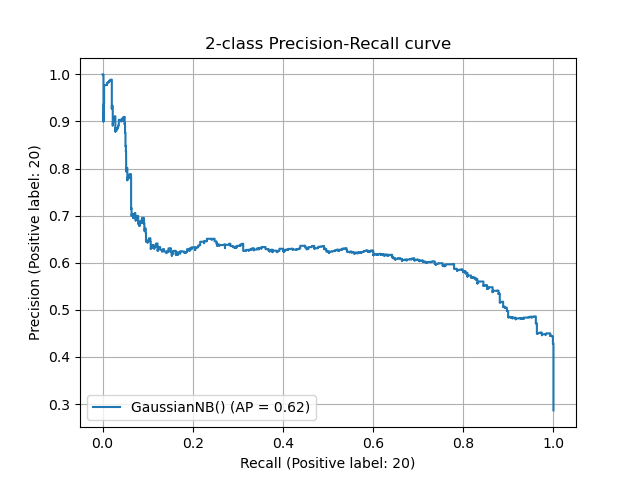 2-class Precision-Recall curve
1.0
0.9
0.8
0.7
0.6
0.5
0.4
0.3
Precision (Positive label: 20)
GaussianNB() (AP = 0.62)
0.0 0.2 0.4 0.6 0.8 1.0
Recall (Positive label: 20)